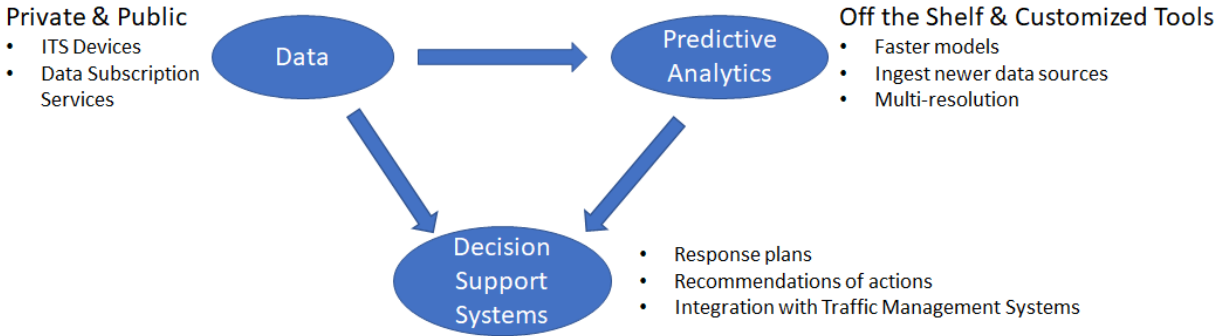 Private & Public
• ITS Devices
• Data Subscription
Services
Data
Predictive
Analytics
Off the Shelf & Customized Tools
• Faster models
• Ingest newer data sources
• Multi-resolution
Decision
Support
Systems
• Response plans
• Recommendations of actions
• Integration with Traffic Management Systems